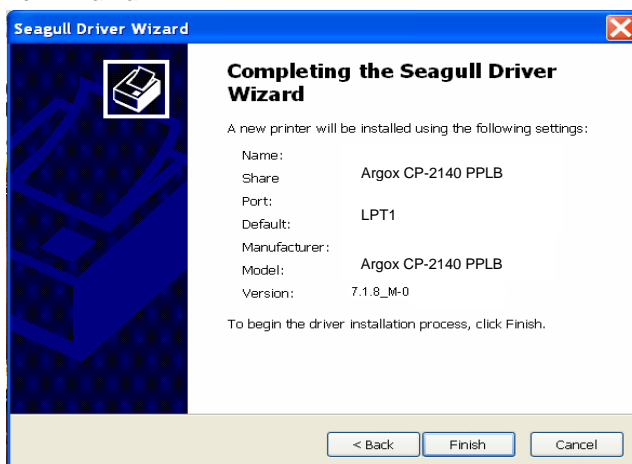 Seagull Driver Wizard
Completing the Seagull Driver
Wizard
A new printer will be installed using the following settings:
Name:
Share Argox CP-2140 PPLB
Port:
LPT1
Default:
Manufacturer:
Model: Argox CP-2140 PPLB
Version: 7.1.8_M-0
To begin the driver installation process, click Finish.
< Back Finish Cancel